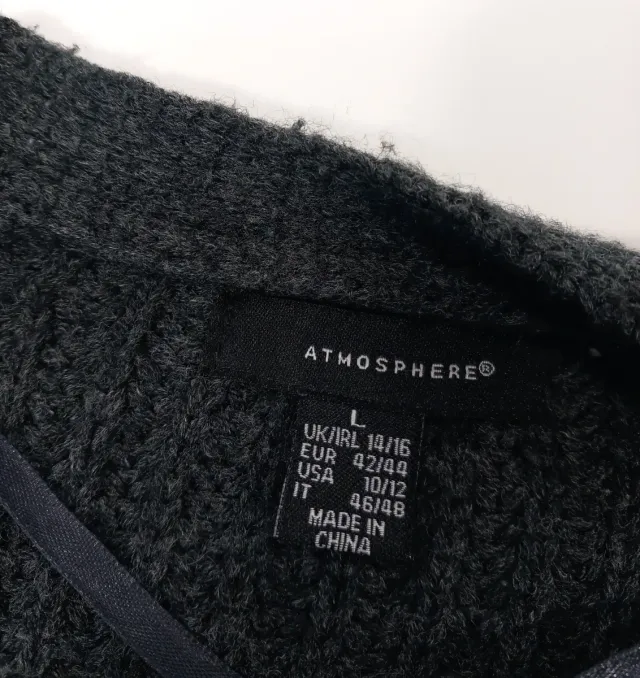 ATMOSPHERE®
L
UK/IRL 14/16
EUR 42/44
USA 10/12
IT 46/48
MADE IN
CHINA